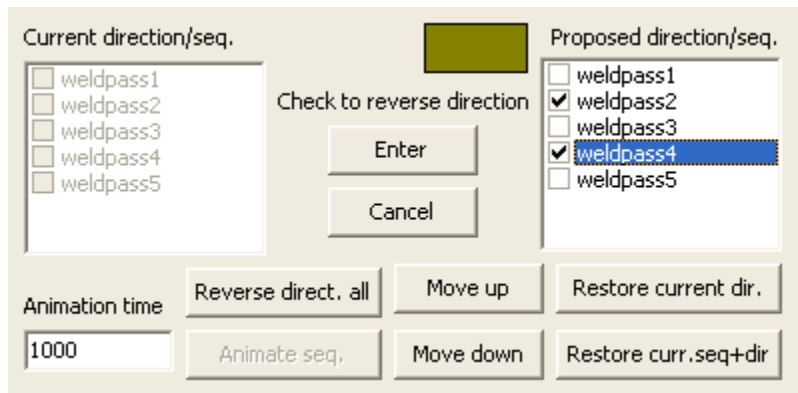 Current direction/seq.
weldpass1
weldpass2
weldpass3
weldpass4
weldpass5
Check to reverse direction
Enter
Cancel
Proposed direction/seq.
weldpass1
weldpass2
weldpass3
weldpass4
weldpass5
Animation time
1000
Reverse direct. all
Move up
Restore current dir.
Animate seq.
Move down
Restore curr.seq+dir